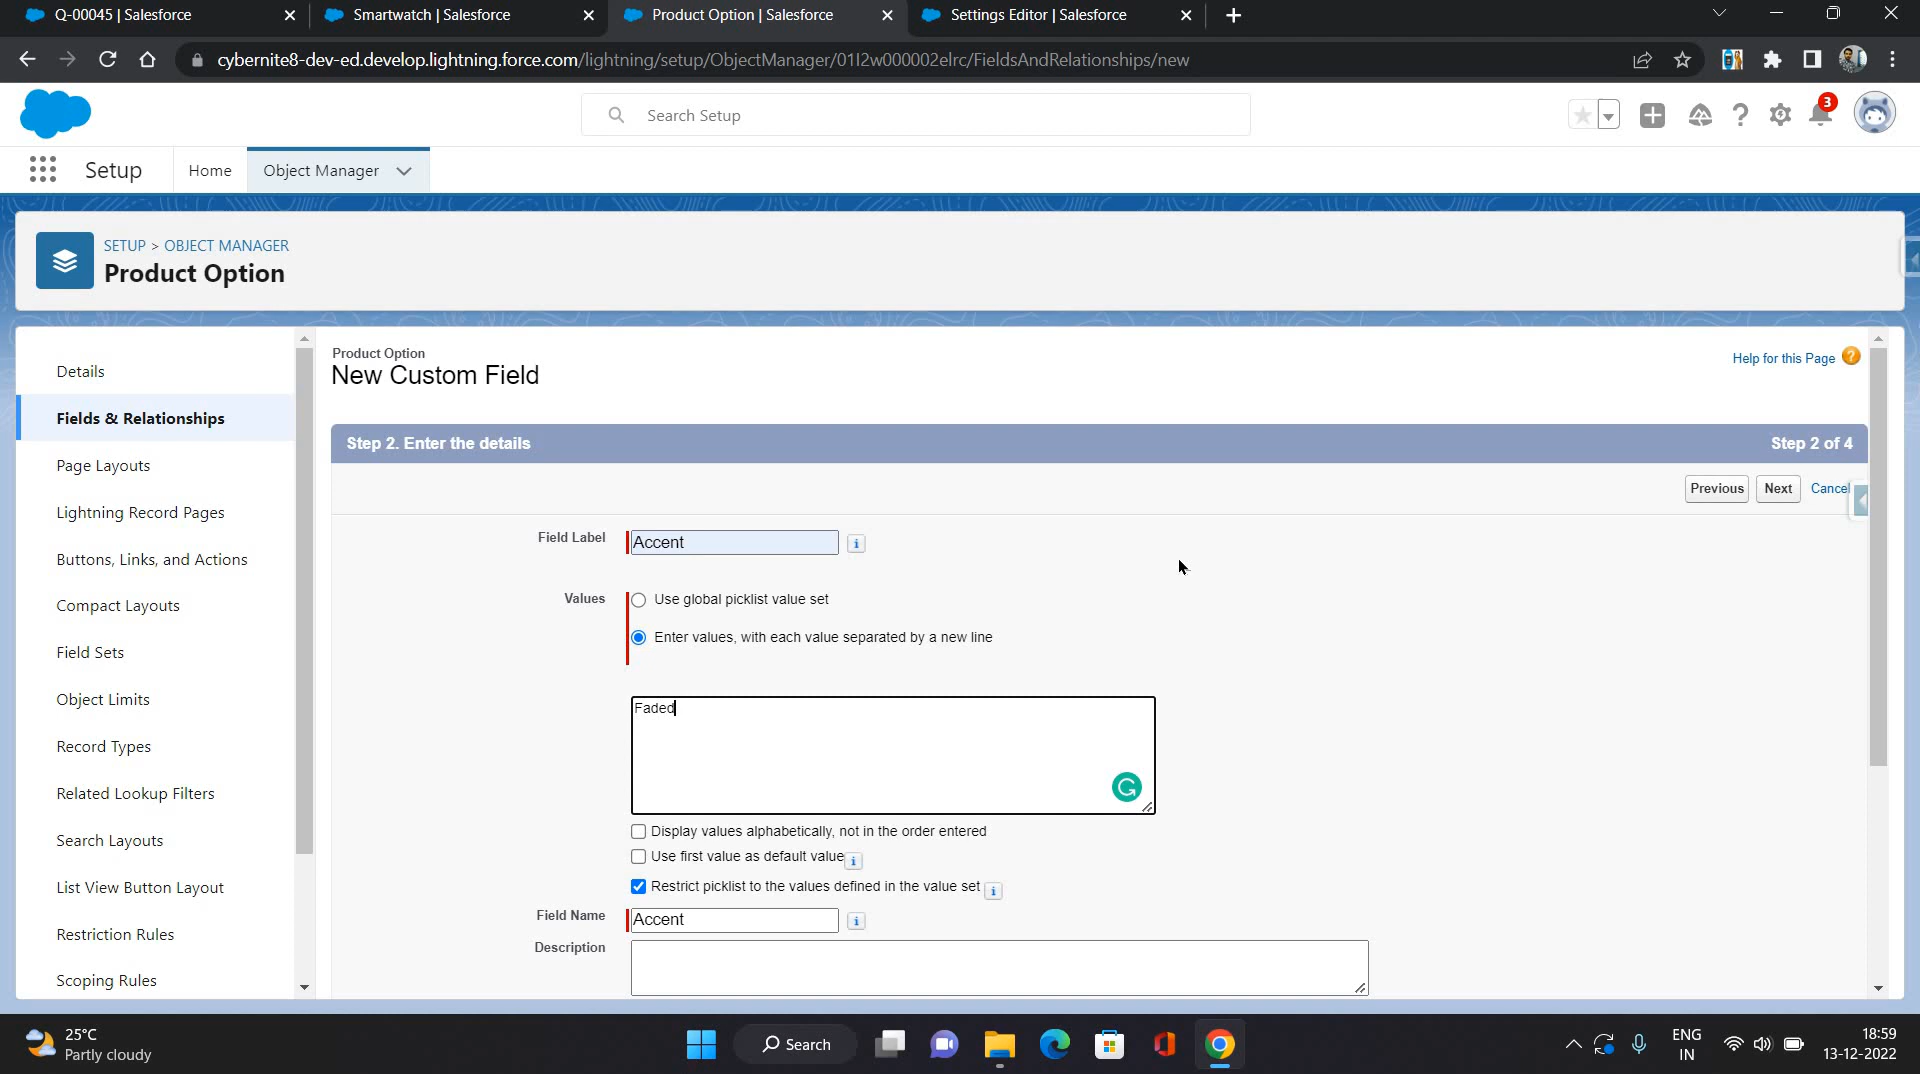 Q-00045 | Salesforce
Smartwatch | Salesforce
Product Option | Salesforce
Settings Editor | Salesforce
cybernite8-dev-ed.develop.lightning.force.com/lightning/setup/ObjectManager/01I2w000002elrc/FieldsAndRelationships/new
Search Setup
3
Setup
Home
Object Manager
SETUP > OBJECT MANAGER
Product Option
Details
Fields & Relationships
Page Layouts
Lightning Record Pages
Buttons, Links, and Actions
Compact Layouts
Field Sets
Object Limits
Record Types
Related Lookup Filters
Search Layouts
List View Button Layout
Restriction Rules
Scoping Rules
Product Option
New Custom Field
Help for this Page
Step 2. Enter the details
Step 2 of 4
Previous
Next
Cancel
Field Label
Accent
Values
Use global picklist value set
Enter values, with each value separated by a new line
Faded
Display values alphabetically, not in the order entered
Use first value as default value
Restrict picklist to the values defined in the value set
Field Name
Accent
Description
25°C
Partly cloudy
Search
ENG
IN
18:59
13-12-2022